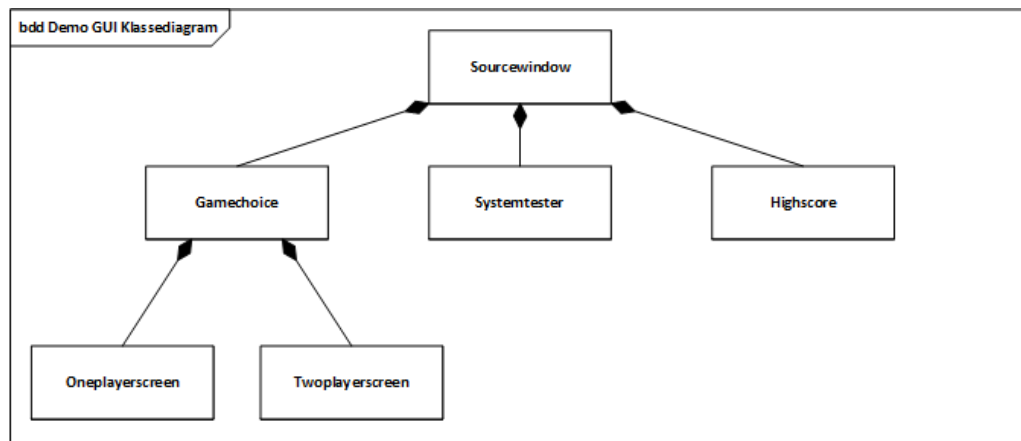 bdd Demo GUI Klassediagram
Sourcewindow
Gamechoice
Systemtester
Highscore
Oneplayerscreen
Twoplayerscreen